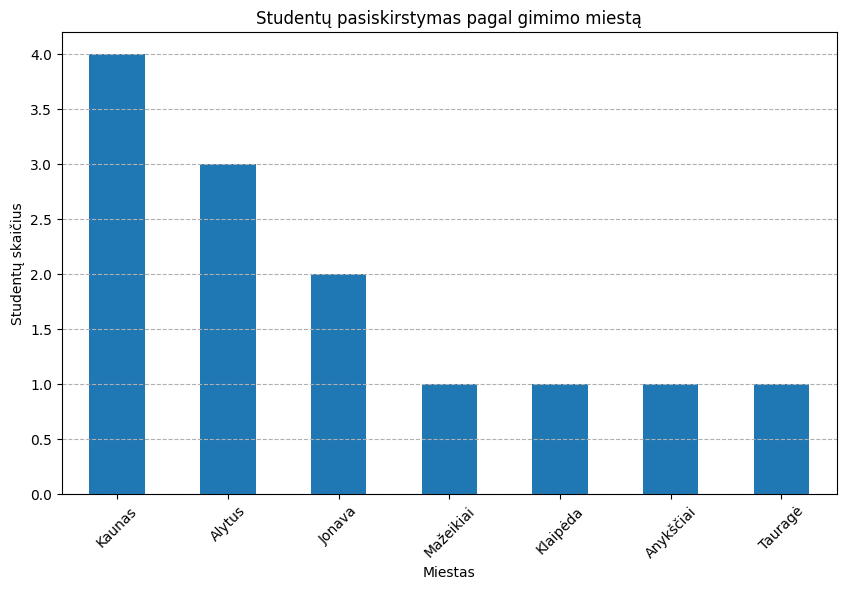 Studentų pasiskirstymas pagal gimimo miestą
Studentų skaičius
4.0
3.5
3.0
2.5
2.0
1.5
1.0
0.5
0.0
Kaunas
Alytus
Jonava
Mažeikiai
Klaipėda
Anykščiai
Tauragė
Miestas